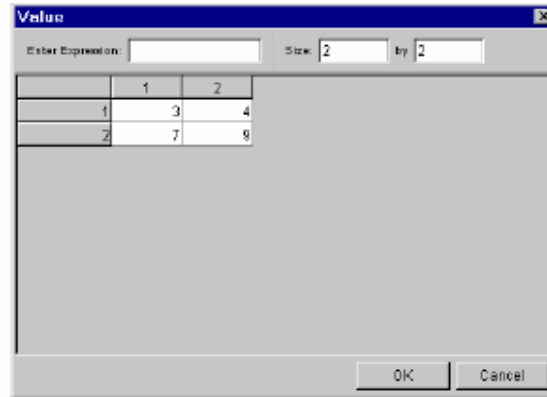 Value
Enter Expression: Size: 2 by 2
1 2
1 3 4
2 7 9
OK Cancel